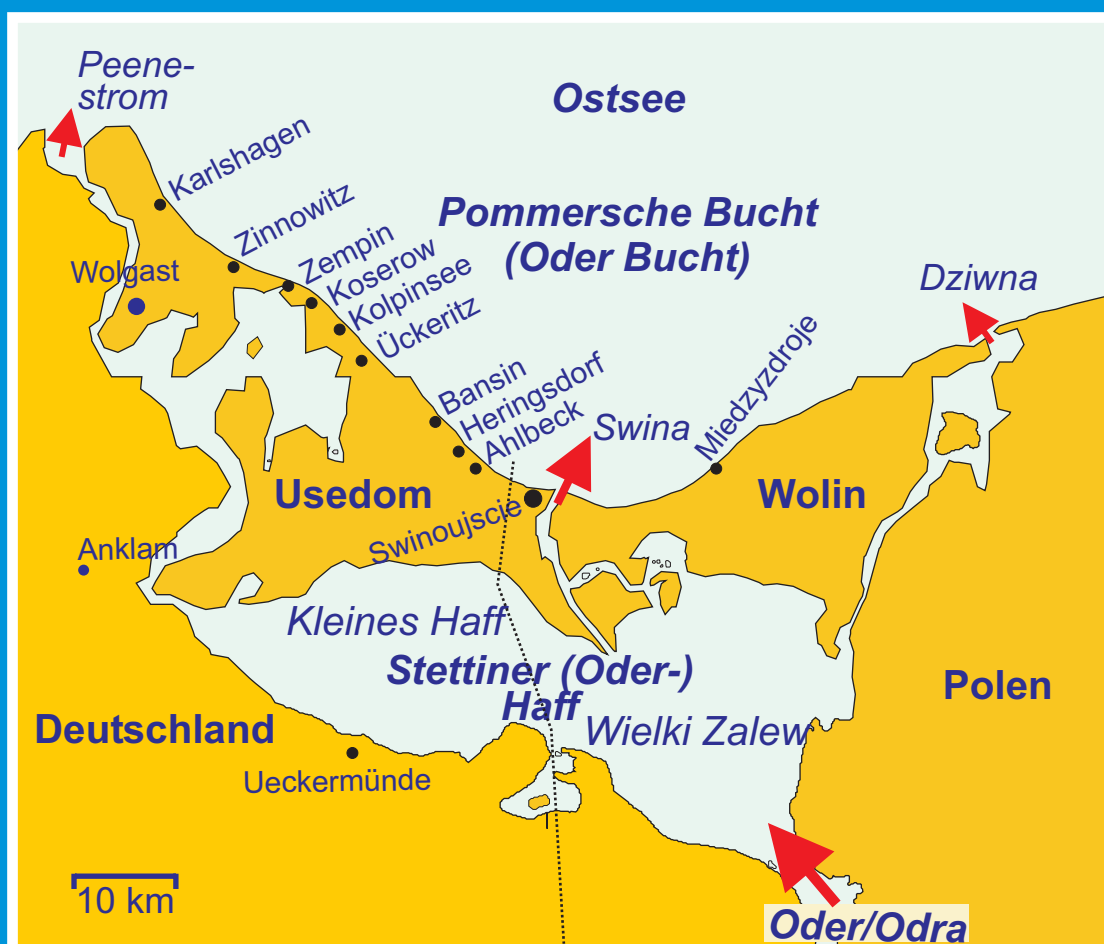 Peene-
strom
Ostsee
Karlshagen
Zinnowitz
Pommersche Bucht
(Oder Bucht)
Zempin
Koserow
Kolpinsee
Ückeritz
Wolgast
Dziwna
Bansin
Heringsdorf
Ahlbeck
Swina
Miedzyzdroje
Usedom
Wolin
Swinoujscie
Anklam
Kleines Haff
Stettiner (Oder-)
Haff
Polen
Deutschland
Wielki Zalew
Ueckermünde
10 km
Oder/Odra